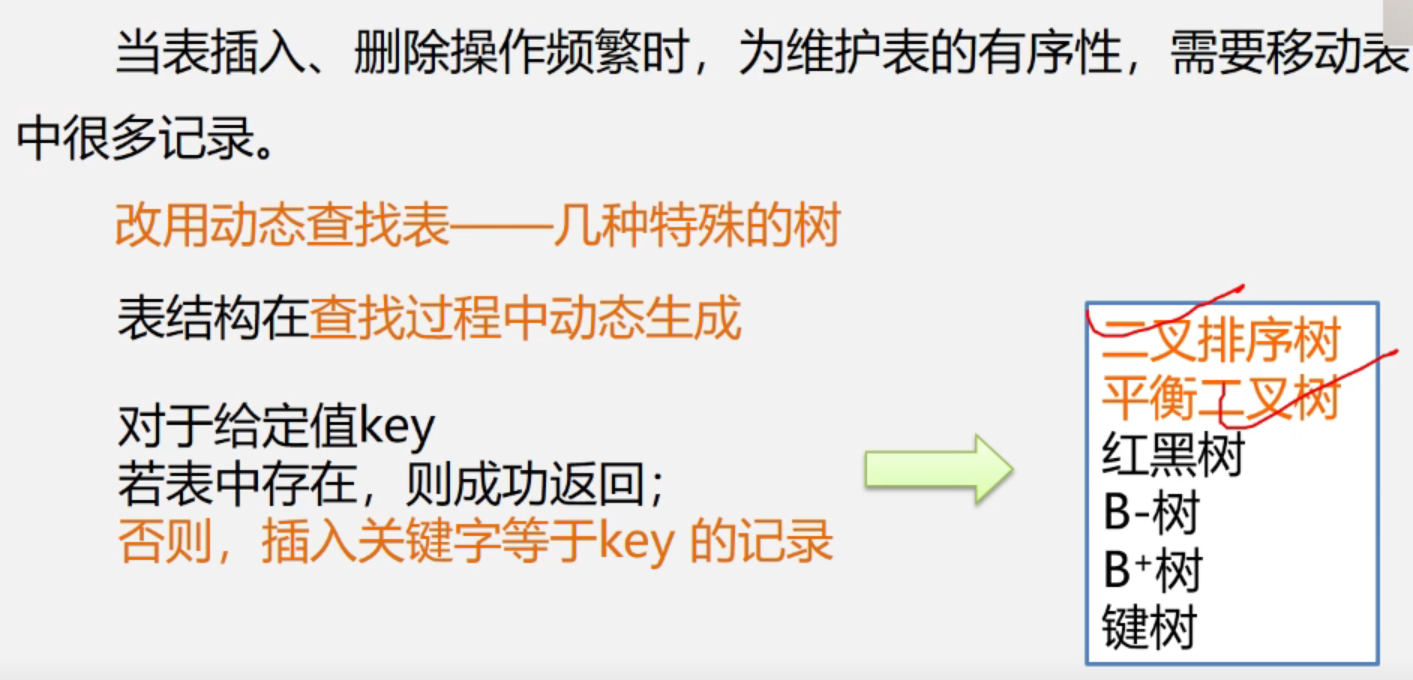 当表插入、删除操作频繁时，为维护表的有序性，需要移动表
中很多记录。
改用动态查找表——几种特殊的树
表结构在查找过程中动态生成
对于给定值key
若表中存在，则成功返回；
否则，插入关键字等于key 的记录
二叉排序树
平衡二叉树
红黑树
B-树
B⁺树
键树